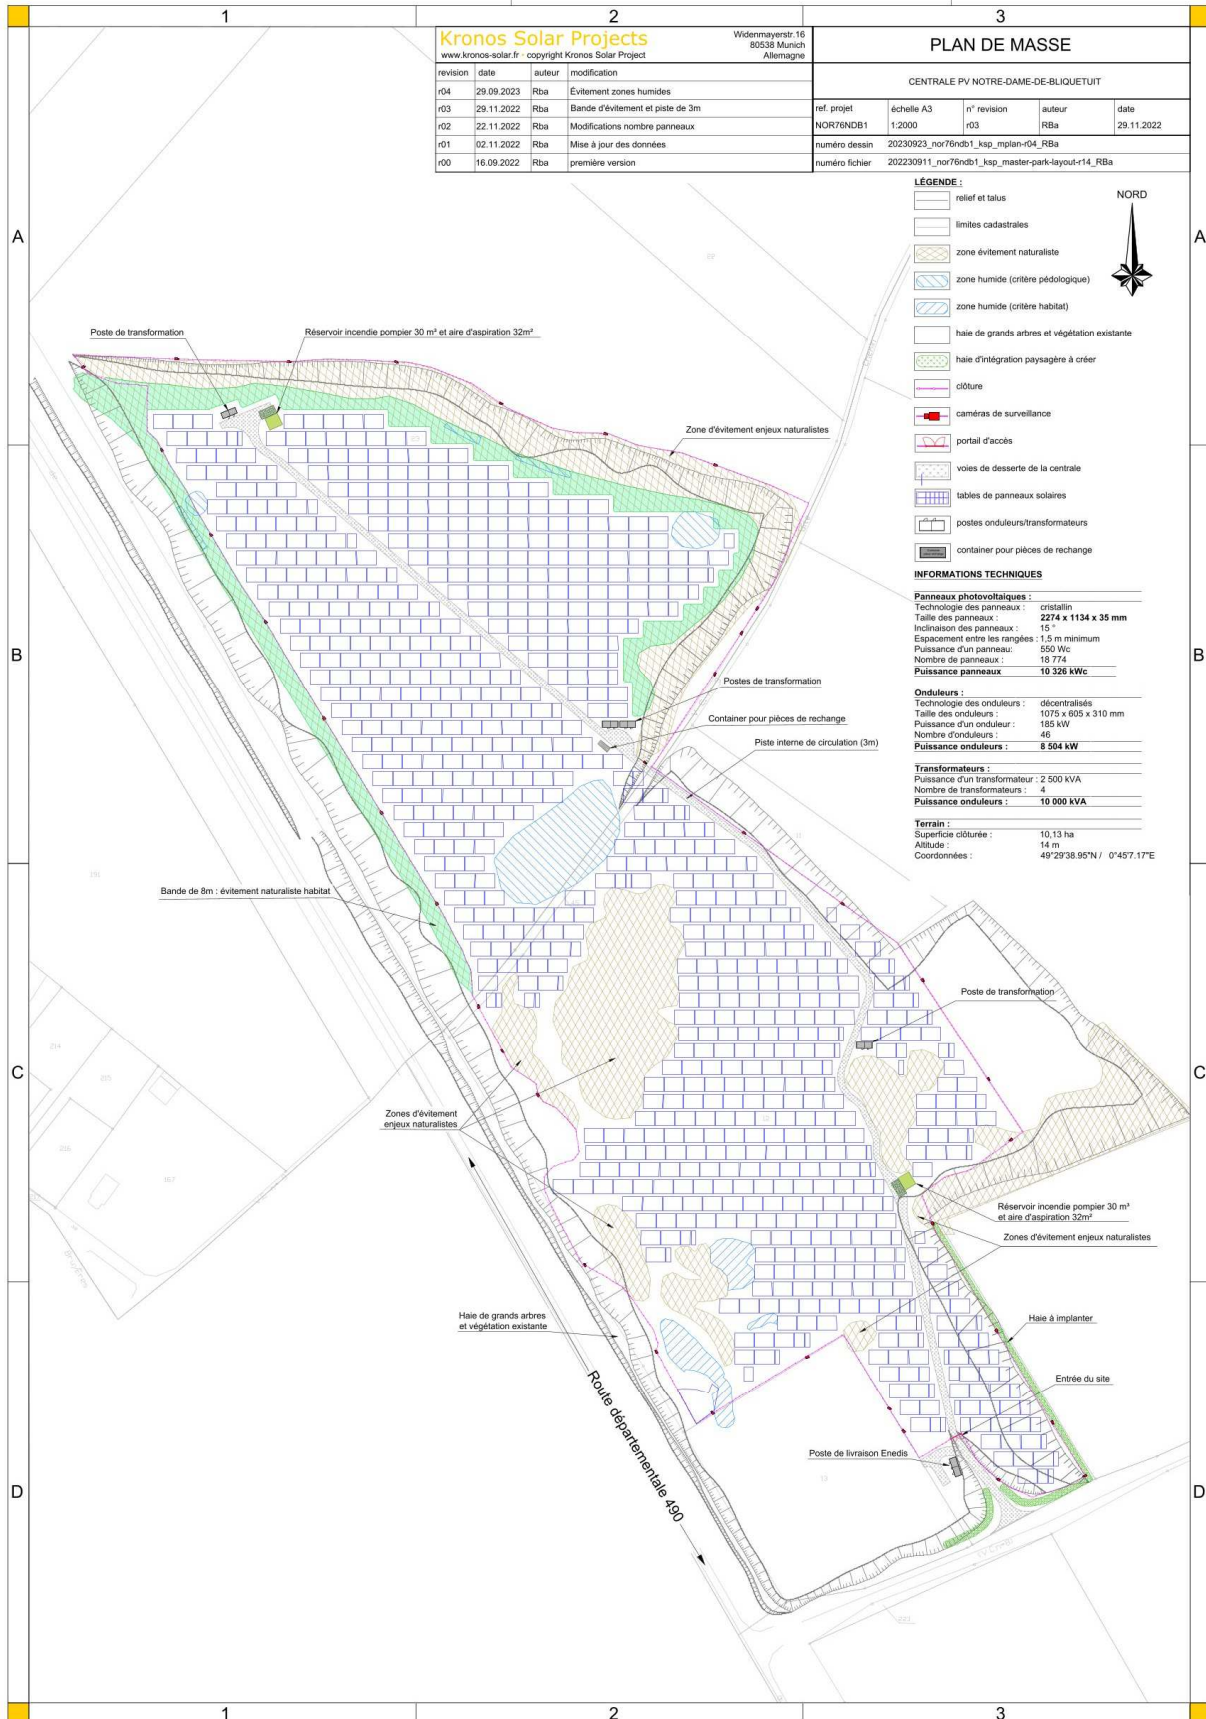 1 2 3
Kronos Solar Projects
www.kronos-solar.fr - copyright Kronos Solar Project
Widenmayerstr.16
80538 Munich
Allemagne
revision date auteur modification
r04 29.09.2023 Rba Évitement zones humides
r03 29.11.2022 Rba Bande d'évitement et piste de 3m
r02 22.11.2022 Rba Modifications nombre panneaux
r01 02.11.2022 Rba Mise à jour des données
r00 16.09.2022 Rba première version
PLAN DE MASSE
CENTRALE PV NOTRE-DAME-DE-BLIQUETUIT
ref. projet échelle A3 n° revision auteur date
NOR76NDB1 1:2000 r03 RBa 29.11.2022
numéro dessin 20230923_nor76ndb1_ksp_mplan-r04_RBa
numéro fichier 202230911_nor76ndb1_ksp_master-park-layout-r14_RBa
LÉGENDE :
relief et talus
limites cadastrales
zone évitement naturaliste
zone humide (critère pédologique)
zone humide (critère habitat)
haie de grands arbres et végétation existante
haie d'intégration paysagère à créer
clôture
caméras de surveillance
portail d'accès
voies de desserte de la centrale
tables de panneaux solaires
postes onduleurs/transformateurs
container pour pièces de rechange
NORD
INFORMATIONS TECHNIQUES
Panneaux photovoltaïques :
Technologie des panneaux : cristallin
Taille des panneaux : 2274 x 1134 x 35 mm
Inclinaison des panneaux : 15 °
Espacement entre les rangées : 1,5 m minimum
Puissance d'un panneau: 550 Wc
Nombre de panneaux : 18 774
Puissance panneaux 10 326 kWc
Onduleurs :
Technologie des onduleurs : décentralisés
Taille des onduleurs : 1075 x 605 x 310 mm
Puissance d'un onduleur : 185 kW
Nombre d'onduleurs : 46
Puissance onduleurs : 8 504 kW
Transformateurs :
Puissance d'un transformateur : 2 500 kVA
Nombre de transformateurs : 4
Puissance onduleurs : 10 000 kVA
Terrain :
Superficie clôturée : 10,13 ha
Altitude : 14 m
Coordonnées : 49°29'38.95"N / 0°45'7.17"E
A A
Poste de transformation
Réservoir incendie pompier 30 m³ et aire d'aspiration 32m²
Zone d'évitement enjeux naturalistes
B B
Postes de transformation
Container pour pièces de rechange
Piste interne de circulation (3m)
Bande de 8m : évitement naturaliste habitat
191
Poste de transformation
214
215
216
167
C C
Zones d'évitement
enjeux naturalistes
Réservoir incendie pompier 30 m³
et aire d'aspiration 32m²
Zones d'évitement enjeux naturalistes
Haie de grands arbres
et végétation existante
Haie à implanter
Entrée du site
Route départementale 490
Poste de livraison Enedis
D D
1 2 3